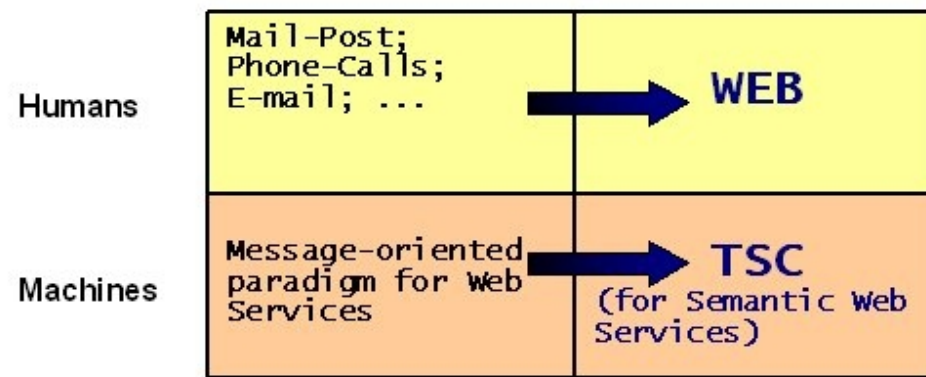 Humans
Mail-Post;
Phone-Calls;
E-mail; ...
WEB
Machines
Message-oriented
paradigm for Web
Services
TSC
(for Semantic Web
Services)